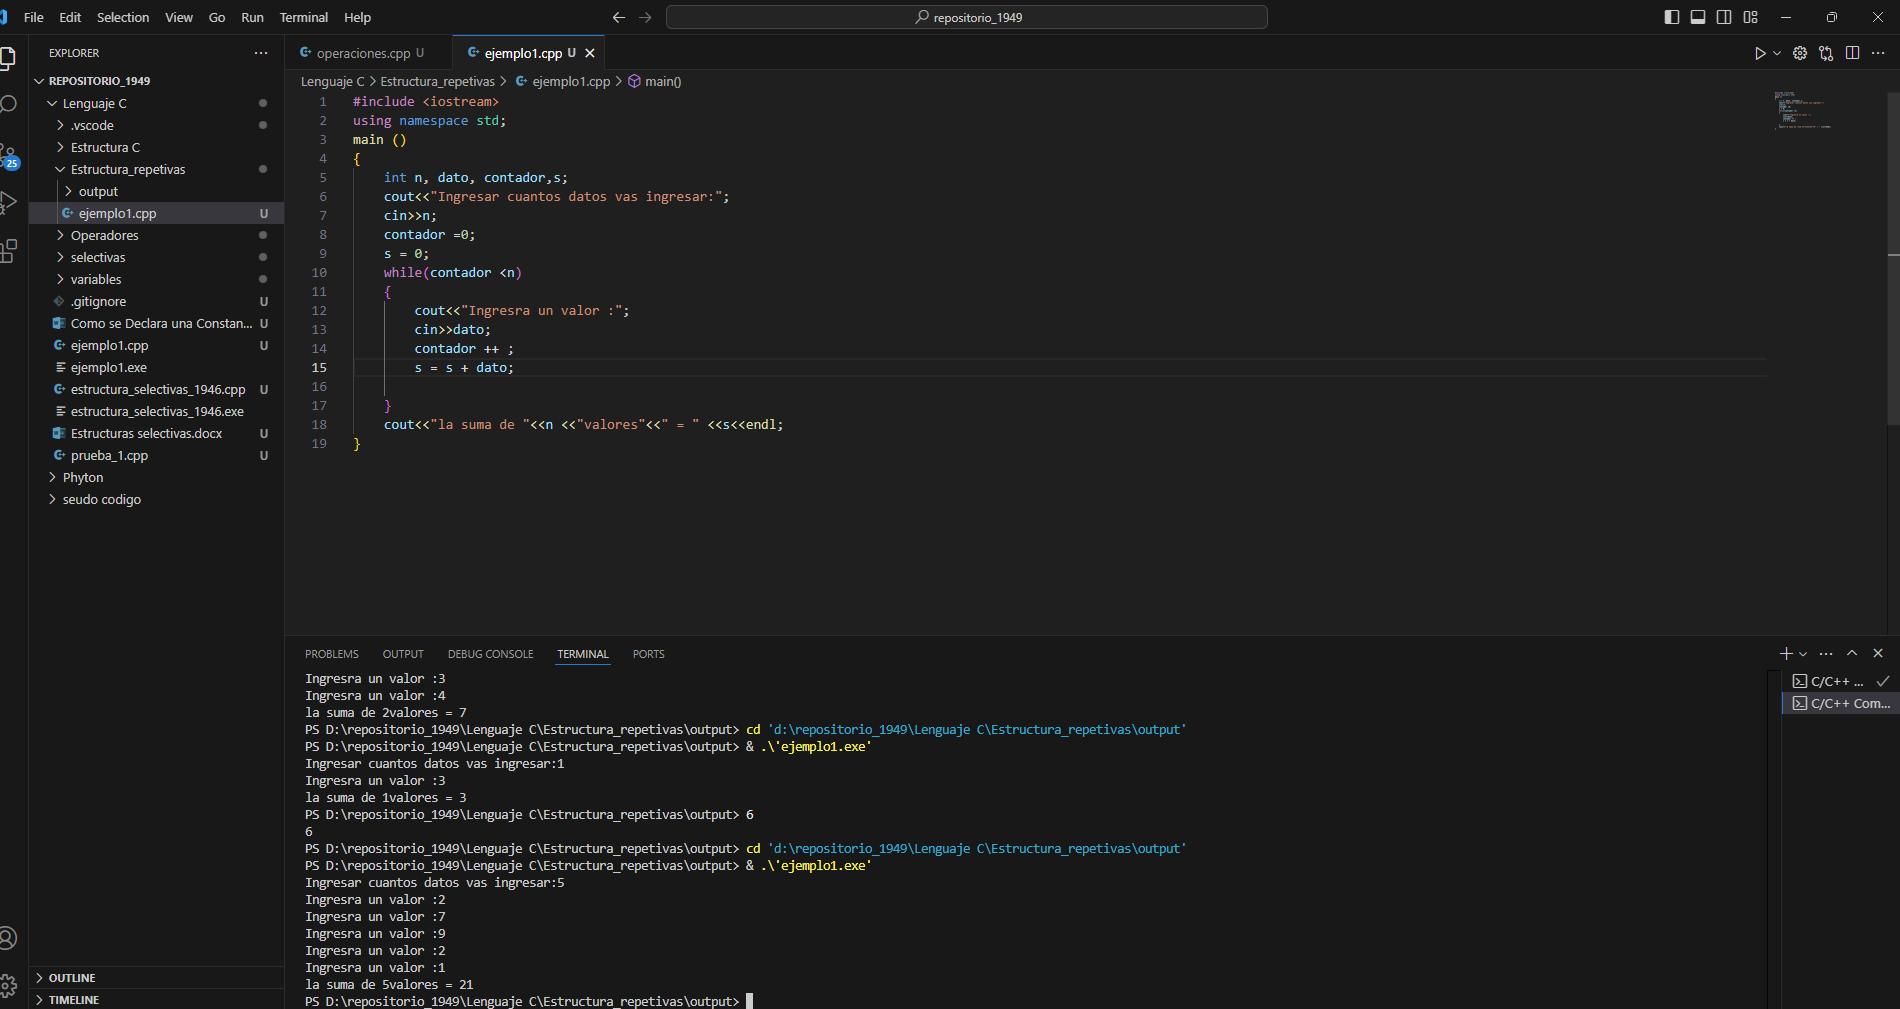 File Edit Selection View Go Run Terminal Help
repositorio_1949
EXPLORER
REPOSITORIO_1949
Lenguaje C
.vscode
Estructura C
Estructura_repetivas
output
ejemplo1.cpp U
Operadores
selectivas
variables
.gitignore U
Como se Declara una Constan... U
ejemplo1.cpp U
ejemplo1.exe
estructura_selectivas_1946.cpp U
estructura_selectivas_1946.exe
Estructuras selectivas.docx U
prueba_1.cpp U
Phyton
seudo codigo
OUTLINE
TIMELINE
25
operaciones.cpp U
ejemplo1.cpp U
Lenguaje C > Estructura_repetivas > ejemplo1.cpp > main()
1 #include <iostream>
2 using namespace std;
3 main ()
4 {
5 int n, dato, contador,s;
6 cout<<"Ingresar cuantos datos vas ingresar:";
7 cin>>n;
8 contador =0;
9 s = 0;
10 while(contador <n)
11 {
12 cout<<"Ingresra un valor :";
13 cin>>dato;
14 contador ++ ;
15 s = s + dato;
16
17 }
18 cout<<"la suma de "<<n <<"valores"<<" = " <<s<<endl;
19 }
PROBLEMS OUTPUT DEBUG CONSOLE TERMINAL PORTS
Ingresra un valor :3
Ingresra un valor :4
la suma de 2valores = 7
PS D:\repositorio_1949\Lenguaje C\Estructura_repetivas\output> cd 'd:\repositorio_1949\Lenguaje C\Estructura_repetivas\output'
PS D:\repositorio_1949\Lenguaje C\Estructura_repetivas\output> & .\'ejemplo1.exe'
Ingresar cuantos datos vas ingresar:1
Ingresra un valor :3
la suma de 1valores = 3
PS D:\repositorio_1949\Lenguaje C\Estructura_repetivas\output> 6
6
PS D:\repositorio_1949\Lenguaje C\Estructura_repetivas\output> cd 'd:\repositorio_1949\Lenguaje C\Estructura_repetivas\output'
PS D:\repositorio_1949\Lenguaje C\Estructura_repetivas\output> & .\'ejemplo1.exe'
Ingresar cuantos datos vas ingresar:5
Ingresra un valor :2
Ingresra un valor :7
Ingresra un valor :9
Ingresra un valor :2
Ingresra un valor :1
la suma de 5valores = 21
PS D:\repositorio_1949\Lenguaje C\Estructura_repetivas\output>
C/C++ ...
C/C++ Com...